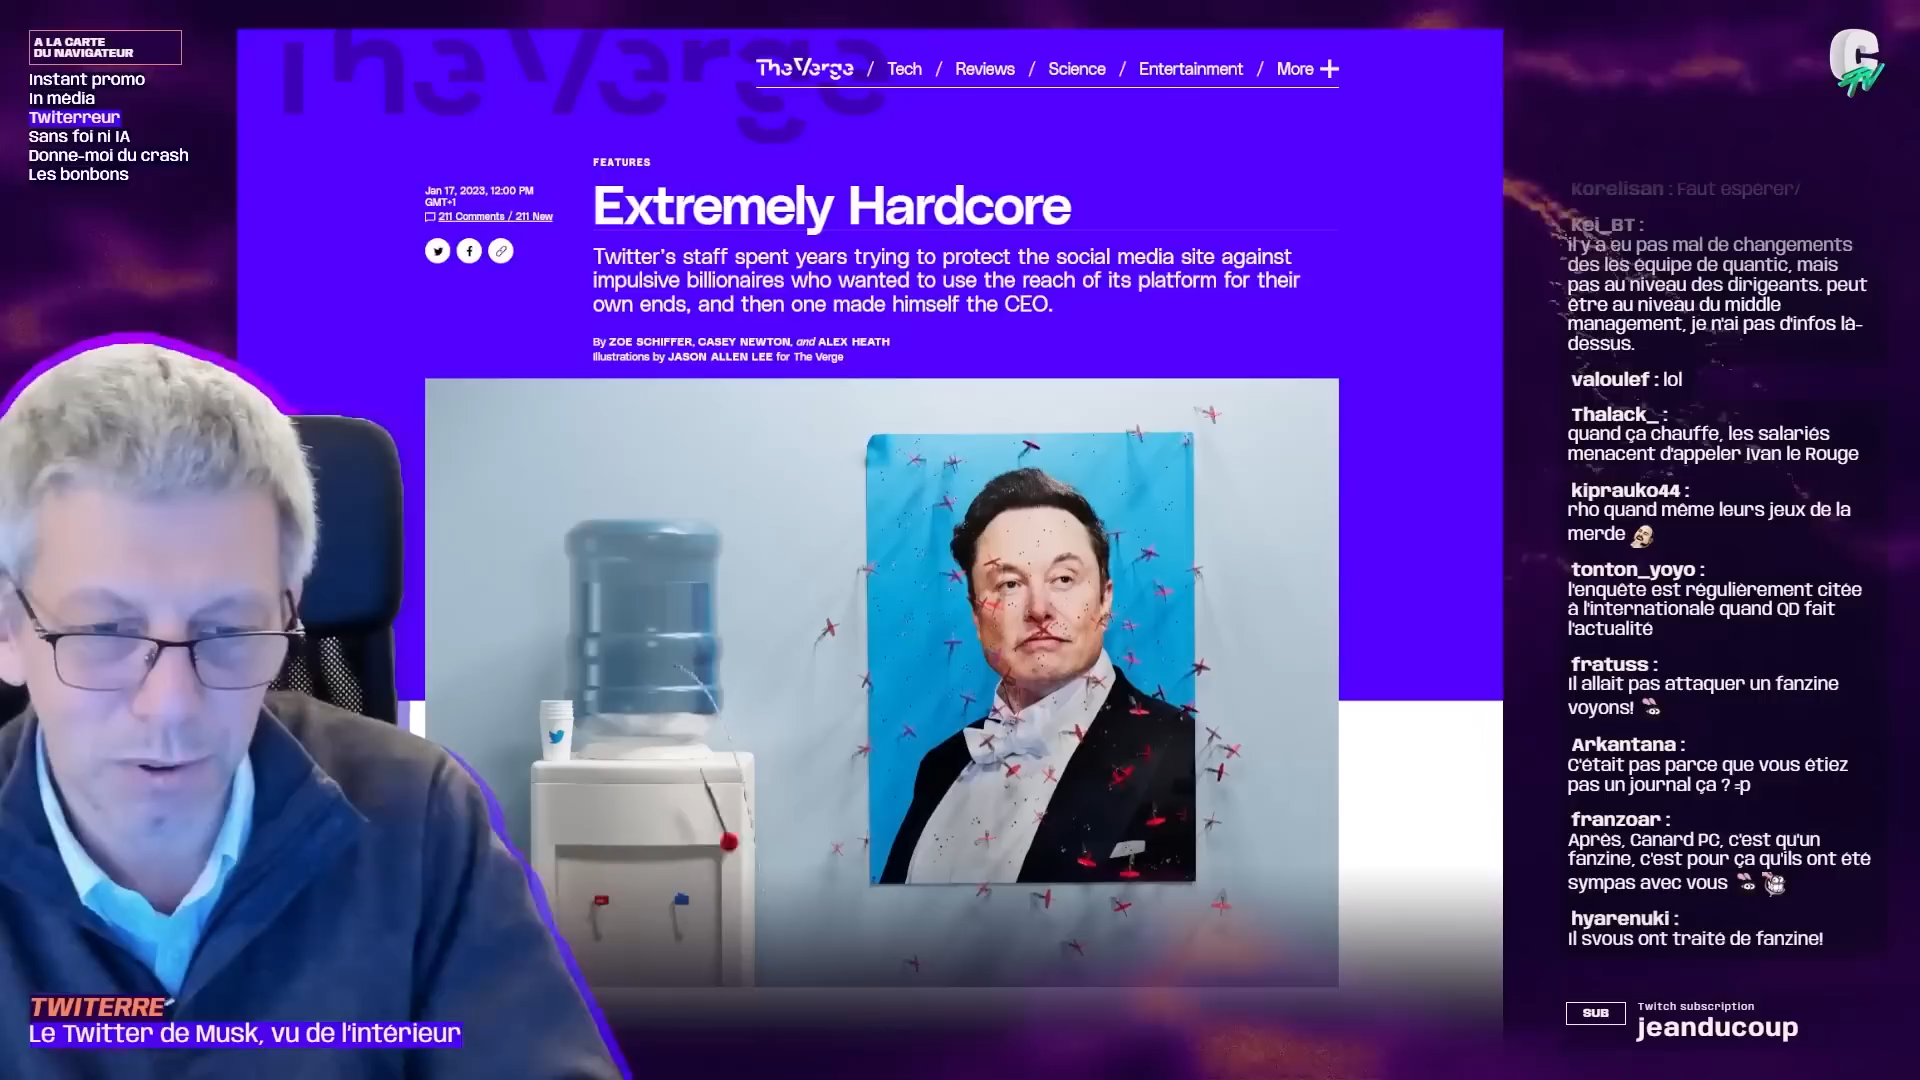 A LA CARTE
DU NAVIGATEUR
Instant promo
In média
Twiterreur
Sans foi ni IA
Donne-moi du crash
Les bonbons
The Verge
The Verge / Tech / Reviews / Science / Entertainment / More +
FEATURES
Jan 17, 2023, 12:00 PM
GMT+1
211 Comments / 211 New
Extremely Hardcore
Twitter's staff spent years trying to protect the social media site against
impulsive billionaires who wanted to use the reach of its platform for their
own ends, and then one made himself the CEO.
By ZOE SCHIFFER, CASEY NEWTON, and ALEX HEATH
Illustrations by JASON ALLEN LEE for The Verge
TWITERRE
Le Twitter de Musk, vu de l'intérieur
C
TV
Korelisan : Faut espérer/
Kei_BT :
il y a eu pas mal de changements
des les équipe de quantic, mais
pas au niveau des dirigeants. peut
être au niveau du middle
management, je n'ai pas d'infos là-
dessus.
valoulef : lol
Thalack_ :
quand ça chauffe, les salariés
menacent d'appeler Ivan le Rouge
kiprauko44 :
rho quand même leurs jeux de la
merde
tonton_yoyo :
l'enquête est régulièrement citée
à l'internationale quand QD fait
l'actualité
fratuss :
Il allait pas attaquer un fanzine
voyons!
Arkantana :
C'était pas parce que vous étiez
pas un journal ça ? =p
franzoar :
Après, Canard PC, c'est qu'un
fanzine, c'est pour ça qu'ils ont été
sympas avec vous
hyarenuki :
Il svous ont traité de fanzine!
SUB
Twitch subscription
jeanducoup